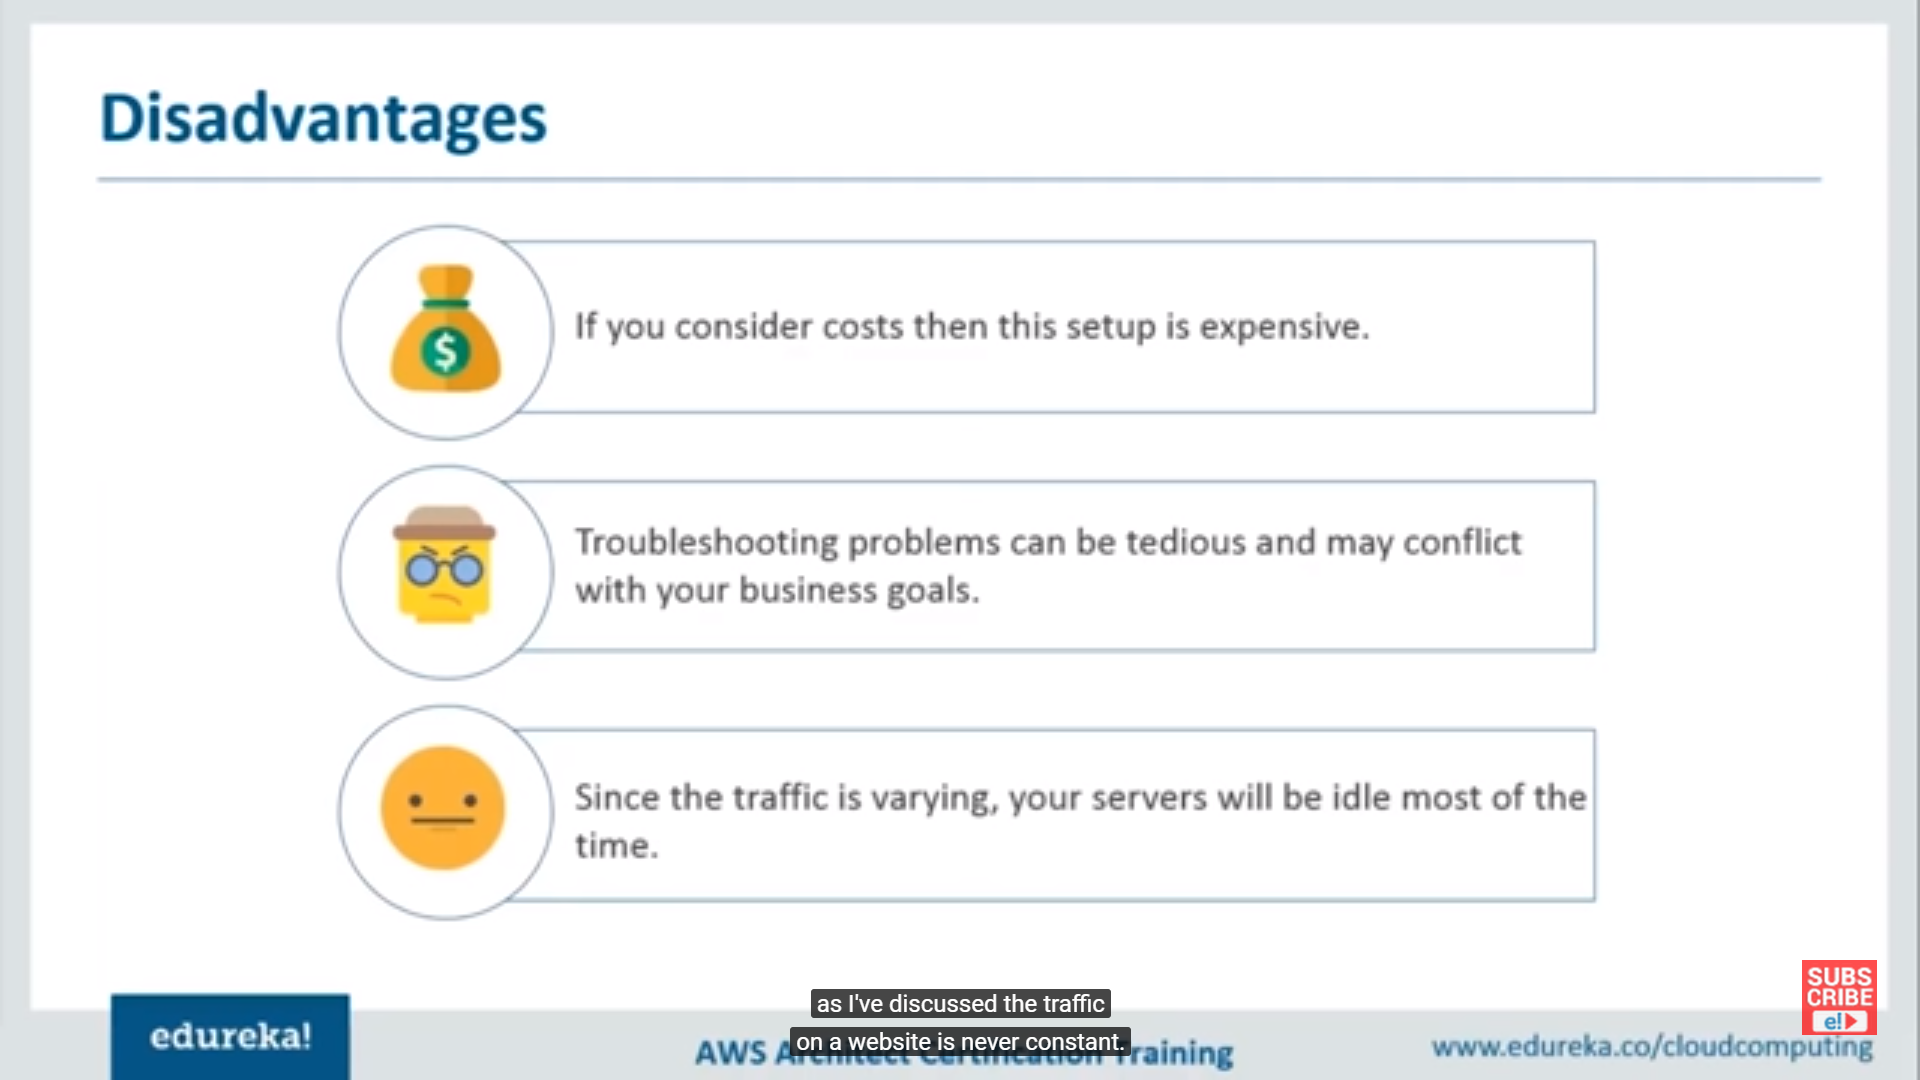 Disadvantages
$
If you consider costs then this setup is expensive.
Troubleshooting problems can be tedious and may conflict
with your business goals.
Since the traffic is varying, your servers will be idle most of the
time.
SUBS
CRIBE
e!
as I've discussed the traffic
on a website is never constant.
edureka!
AWS Architect Certification Training
www.edureka.co/cloudcomputing